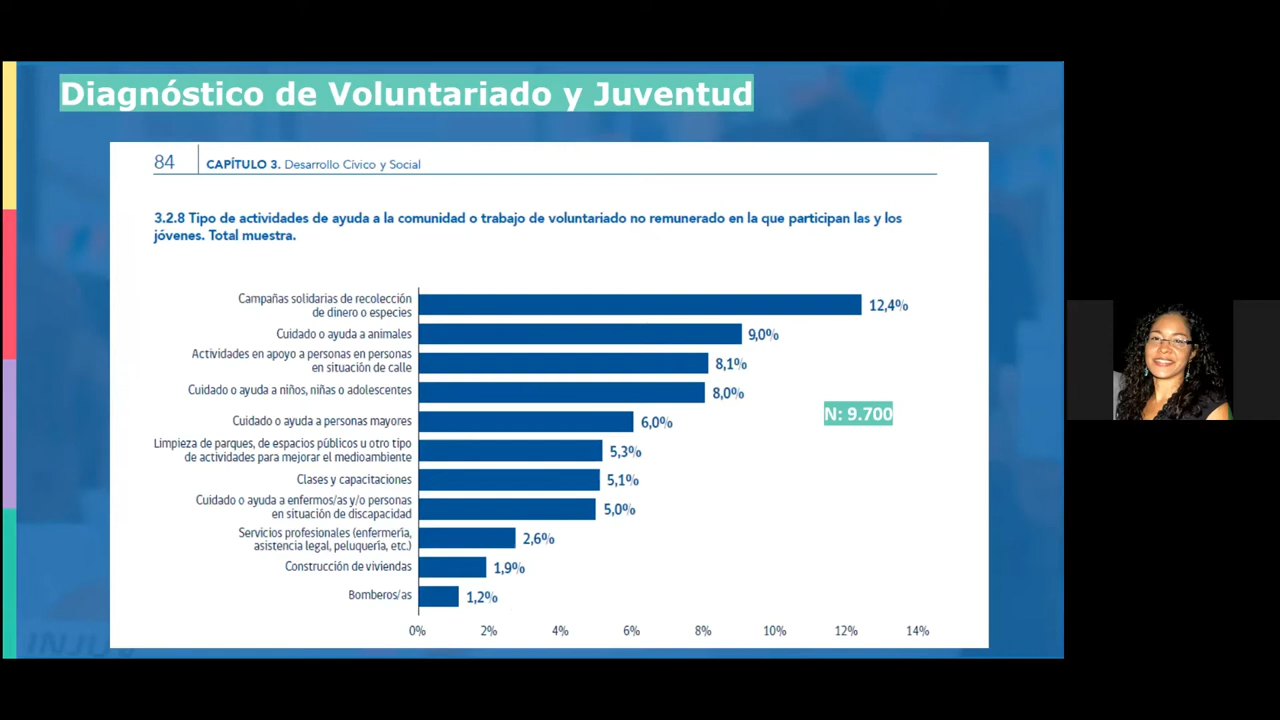 Diagnóstico de Voluntariado y Juventud
84
CAPÍTULO 3. Desarrollo Cívico y Social
3.2.8 Tipo de actividades de ayuda a la comunidad o trabajo de voluntariado no remunerado en la que participan las y los
jóvenes. Total muestra.
Campañas solidarias de recolección
de dinero o especies
12,4%
Cuidado o ayuda a animales
9,0%
Actividades en apoyo a personas en personas
en situación de calle
8,1%
Cuidado o ayuda a niños, niñas o adolescentes
8,0%
N: 9.700
Cuidado o ayuda a personas mayores
6,0%
Limpieza de parques, de espacios públicos u otro tipo
de actividades para mejorar el medioambiente
5,3%
Clases y capacitaciones
5,1%
Cuidado o ayuda a enfermos/as y/o personas
en situación de discapacidad
5,0%
Servicios profesionales (enfermería,
asistencia legal, peluquería, etc.)
2,6%
Construcción de viviendas
1,9%
Bomberos/as
1,2%
0% 2% 4% 6% 8% 10% 12% 14%